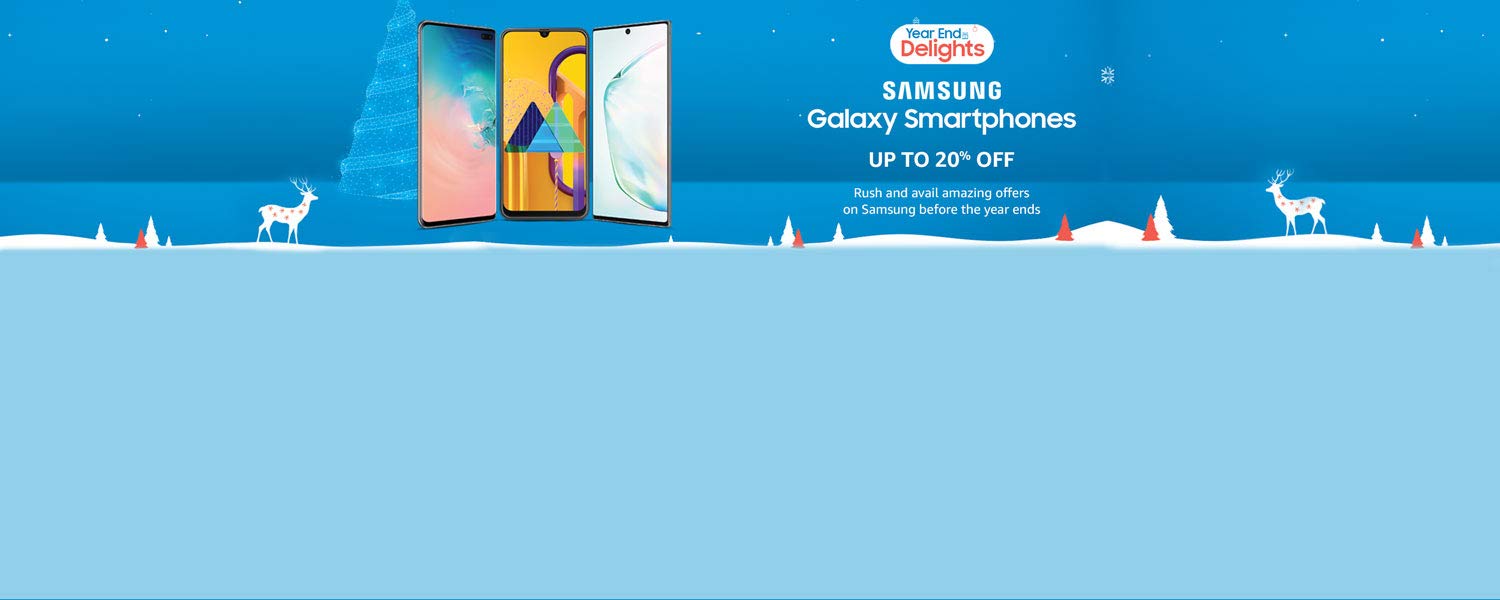 Year End
Delights
SAMSUNG
Galaxy Smartphones
UP TO 20% OFF
Rush and avail amazing offers
on Samsung before the year ends